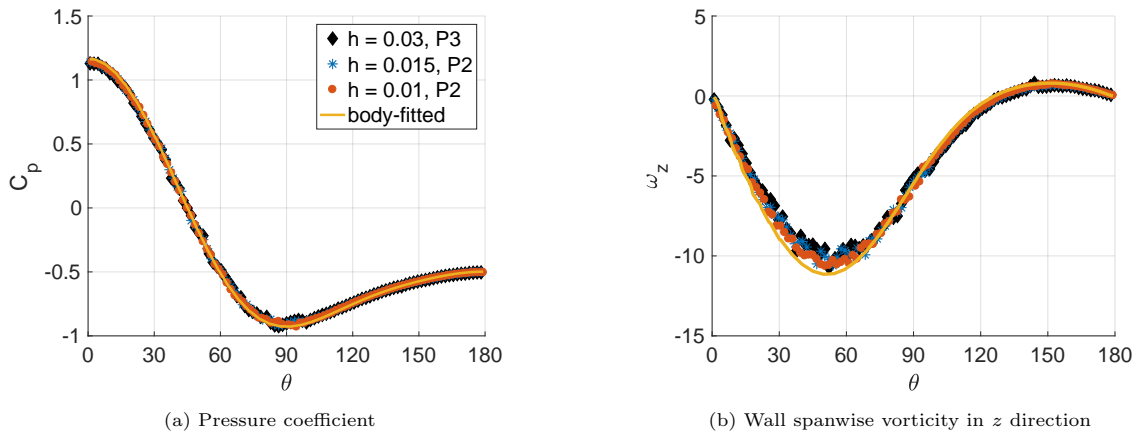 1.5
1
0.5
0
-0.5
-1
C_p
0 30 60 90 120 150 180
θ
h = 0.03, P3
h = 0.015, P2
h = 0.01, P2
body-fitted
(a) Pressure coefficient
5
0
-5
-10
-15
ω_z
0 30 60 90 120 150 180
θ
(b) Wall spanwise vorticity in z direction